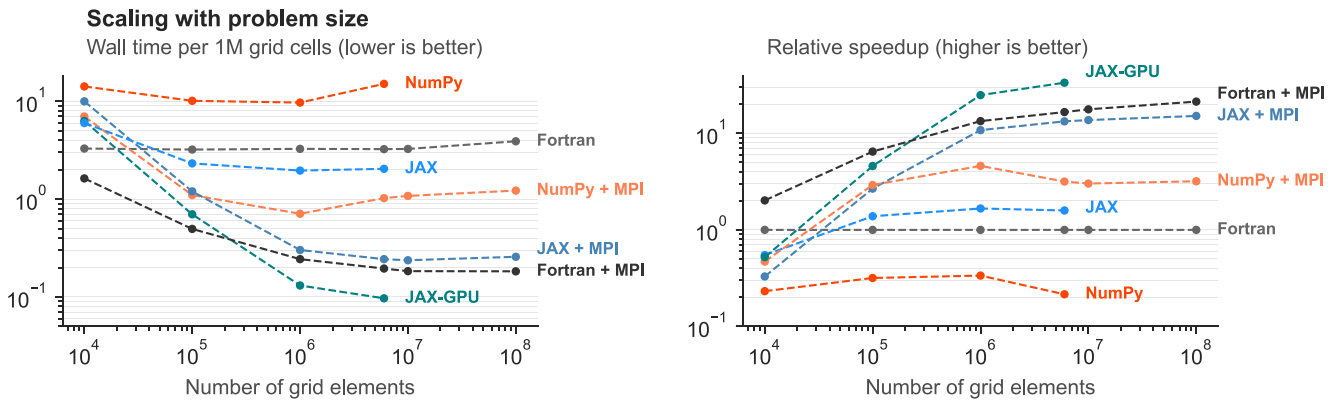 Scaling with problem size
Wall time per 1M grid cells (lower is better)
10^1
10^0
10^-1
10^4
10^5
10^6
10^7
10^8
Number of grid elements
NumPy
Fortran
JAX
NumPy + MPI
JAX + MPI
Fortran + MPI
JAX-GPU
Relative speedup (higher is better)
10^1
10^0
10^-1
10^4
10^5
10^6
10^7
10^8
Number of grid elements
JAX-GPU
Fortran + MPI
JAX + MPI
NumPy + MPI
JAX
Fortran
NumPy